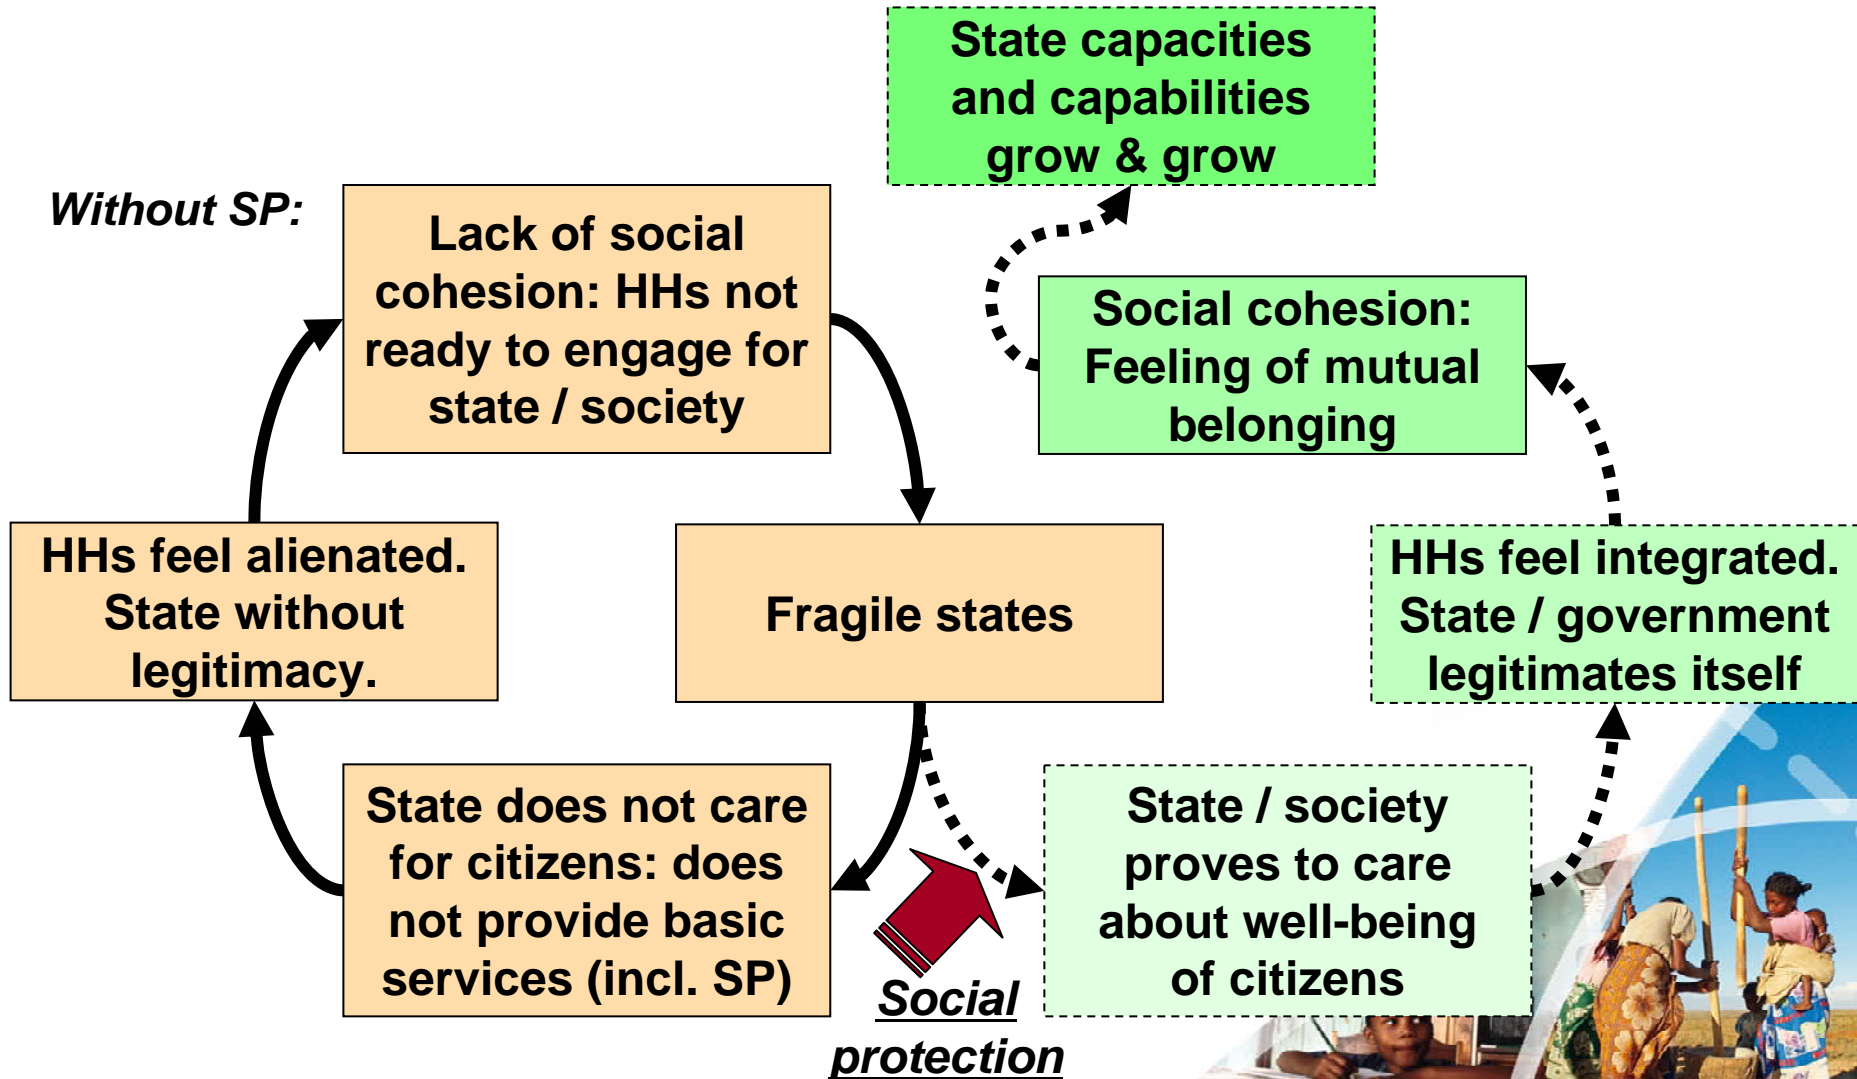 State capacities
and capabilities
grow & grow
Without SP:
Lack of social
cohesion: HHs not
ready to engage for
state / society
Social cohesion:
Feeling of mutual
belonging
HHs feel alienated.
State without
legitimacy.
Fragile states
HHs feel integrated.
State / government
legitimates itself
State does not care
for citizens: does
not provide basic
services (incl. SP)
State / society
proves to care
about well-being
of citizens
Social
protection